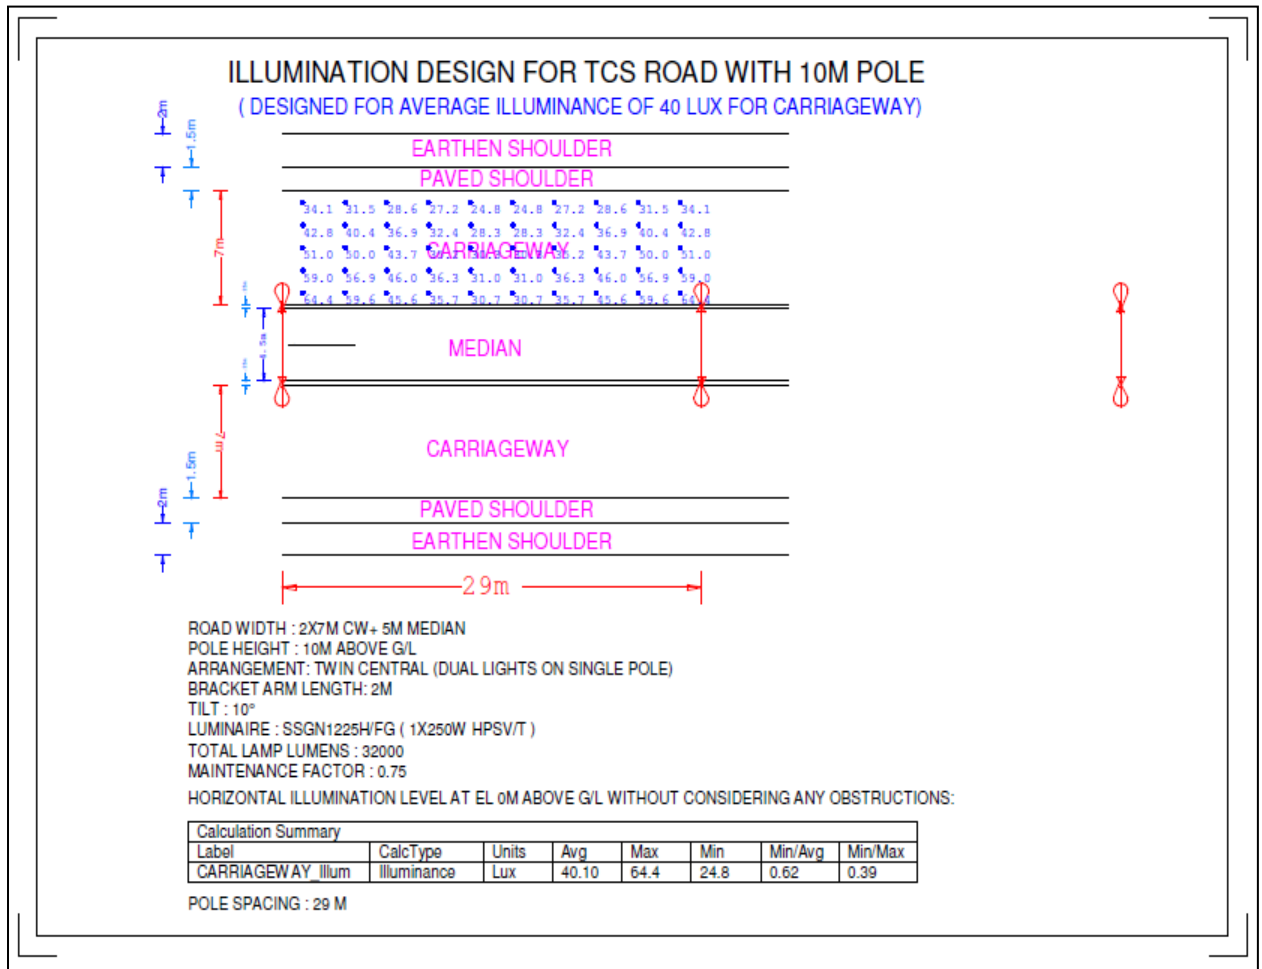 ILLUMINATION DESIGN FOR TCS ROAD WITH 10M POLE
( DESIGNED FOR AVERAGE ILLUMINANCE OF 40 LUX FOR CARRIAGEWAY)
2m
1.5m
EARTHEN SHOULDER
PAVED SHOULDER
34.1 31.5 28.6 27.2 24.8 24.8 27.2 28.6 31.5 34.1
42.8 40.4 36.9 32.4 28.3 28.3 32.4 36.9 40.4 42.8
7m
CARRIAGEWAY
51.0 50.0 43.7 35.2 43.7 50.0 51.0
59.0 56.9 46.0 36.3 31.0 31.0 36.3 46.0 56.9 59.0
64.4 59.6 45.6 35.7 30.7 30.7 35.7 45.6 59.6 64.4
MEDIAN
CARRIAGEWAY
7m
1.5m
2m
PAVED SHOULDER
EARTHEN SHOULDER
29m
ROAD WIDTH : 2X7M CW+ 5M MEDIAN
POLE HEIGHT : 10M ABOVE G/L
ARRANGEMENT: TWIN CENTRAL (DUAL LIGHTS ON SINGLE POLE)
BRACKET ARM LENGTH: 2M
TILT : 10°
LUMINAIRE : SSGN1225H/FG ( 1X250W HPSV/T )
TOTAL LAMP LUMENS : 32000
MAINTENANCE FACTOR : 0.75
HORIZONTAL ILLUMINATION LEVEL AT EL 0M ABOVE G/L WITHOUT CONSIDERING ANY OBSTRUCTIONS:
Calculation Summary
Label CalcType Units Avg Max Min Min/Avg Min/Max
CARRIAGEWAY_Illum Illuminance Lux 40.10 64.4 24.8 0.62 0.39
POLE SPACING : 29 M